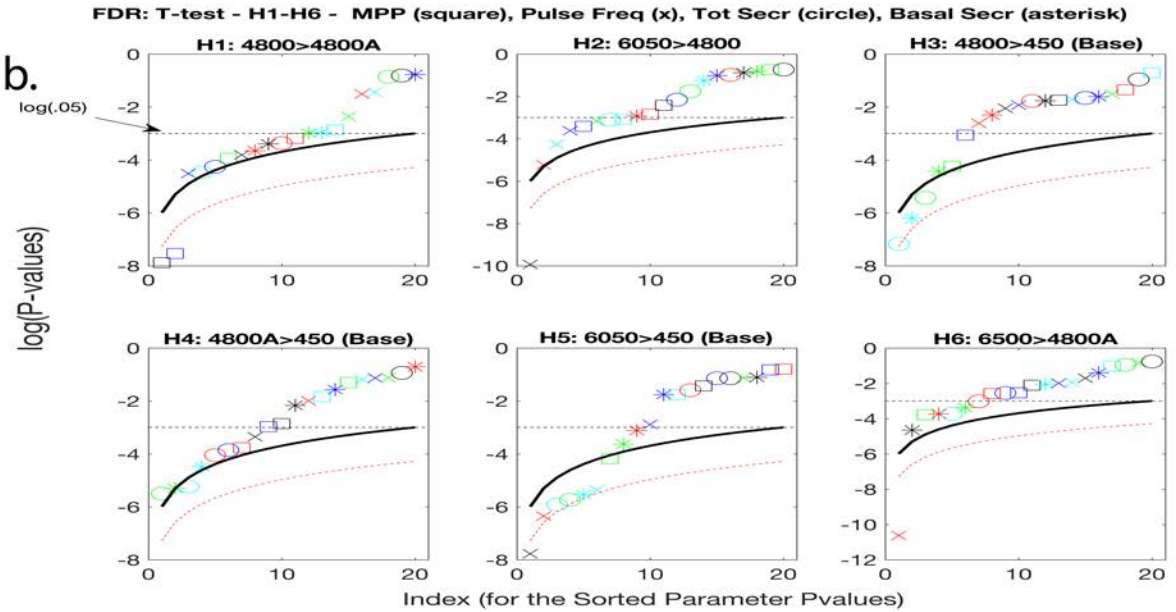 FDR: T-test - H1-H6 - MPP (square), Pulse Freq (x), Tot Secr (circle), Basal Secr (asterisk)
b.
log(.05)
log(P-values)
H1: 4800>4800A
0
-2
-4
-6
-8
0 10 20
H2: 6050>4800
0
-2
-4
-6
-8
-10
0 10 20
H3: 4800>450 (Base)
0
-2
-4
-6
-8
0 10 20
H4: 4800A>450 (Base)
0
-2
-4
-6
-8
0 10 20
H5: 6050>450 (Base)
0
-2
-4
-6
-8
0 10 20
H6: 6500>4800A
0
-2
-4
-6
-8
-10
-12
0 10 20
Index (for the Sorted Parameter Pvalues)